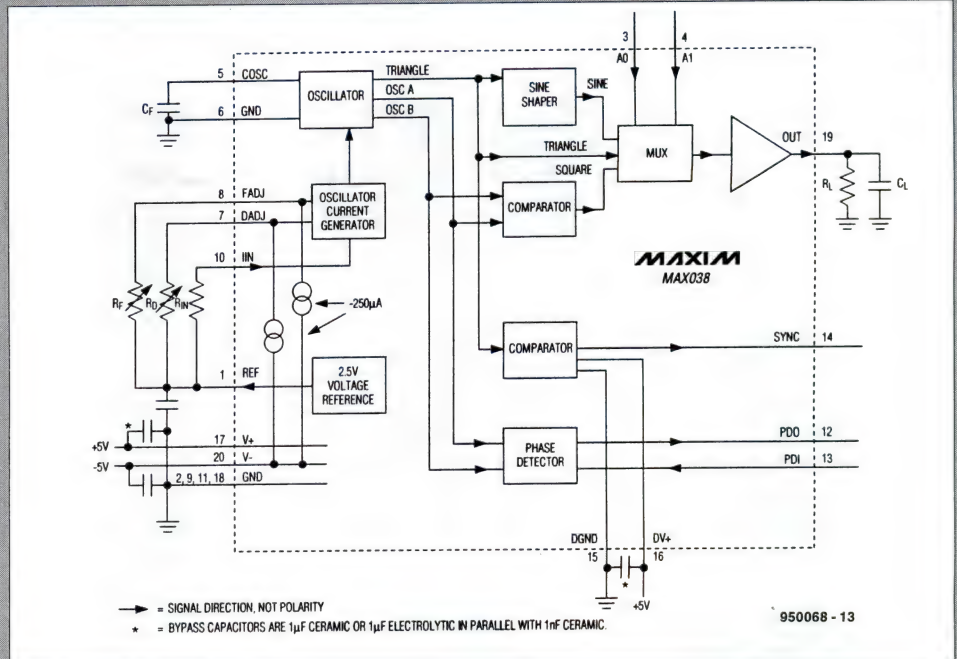 3
4
A0
A1
5
COSC
TRIANGLE
OSCILLATOR
OSC A
OSC B
SINE
SHAPER
SINE
CF
6
GND
TRIANGLE
MUX
OUT
19
SQUARE
RL
CL
8
FADJ
OSCILLATOR
CURRENT
GENERATOR
COMPARATOR
7
DADJ
10
IIN
MAXIM
MAX038
RF
RD
RIN
-250µA
COMPARATOR
SYNC
14
1
REF
2.5V
VOLTAGE
REFERENCE
*
+5V
17
V+
-5V
20
V-
2, 9, 11, 18
GND
PHASE
DETECTOR
PDO
12
PDI
13
DGND
DV+
15
16
*
+5V
= SIGNAL DIRECTION, NOT POLARITY
* = BYPASS CAPACITORS ARE 1µF CERAMIC OR 1µF ELECTROLYTIC IN PARALLEL WITH 1nF CERAMIC.
950068 - 13